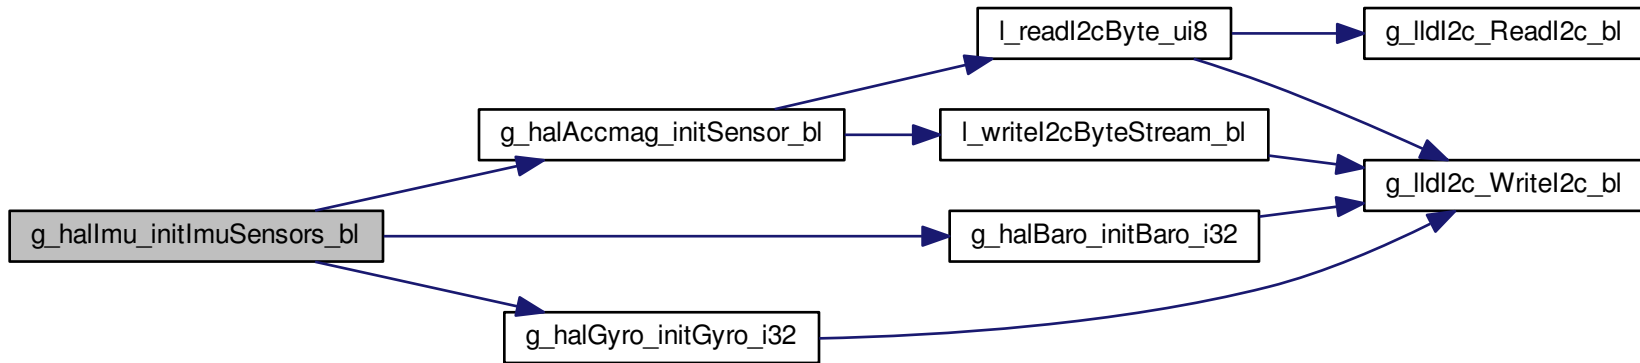 l_readI2cByte_ui8
g_lldI2c_ReadI2c_bl
g_halAccmag_initSensor_bl
l_writeI2cByteStream_bl
g_lldI2c_WriteI2c_bl
g_halImu_initImuSensors_bl
g_halBaro_initBaro_i32
g_halGyro_initGyro_i32